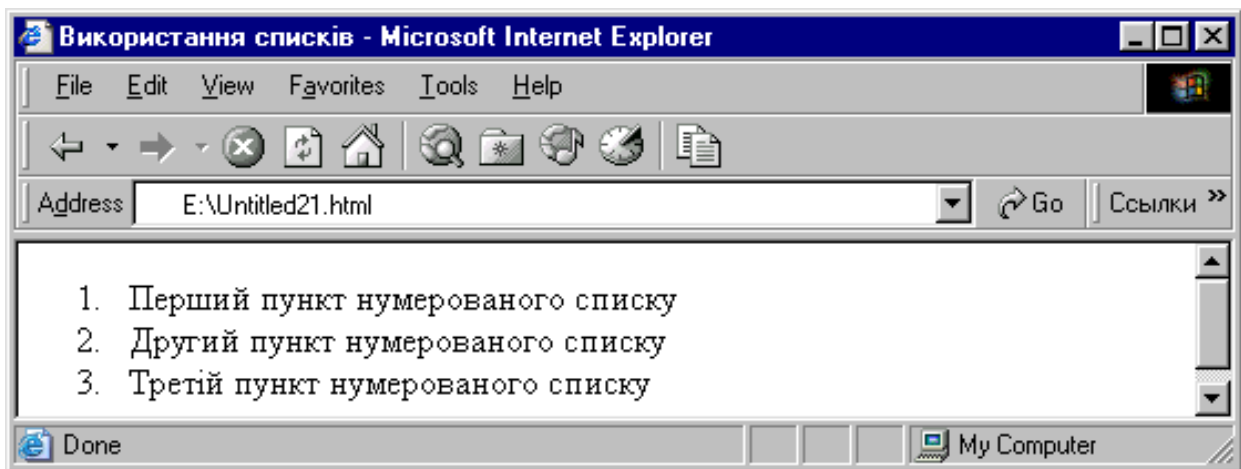 Використання списків - Microsoft Internet Explorer
File Edit View Favorites Tools Help
Address E:\Untitled21.html Go Ссылки »
1. Перший пункт нумерованого списку
2. Другий пункт нумерованого списку
3. Третій пункт нумерованого списку
Done My Computer